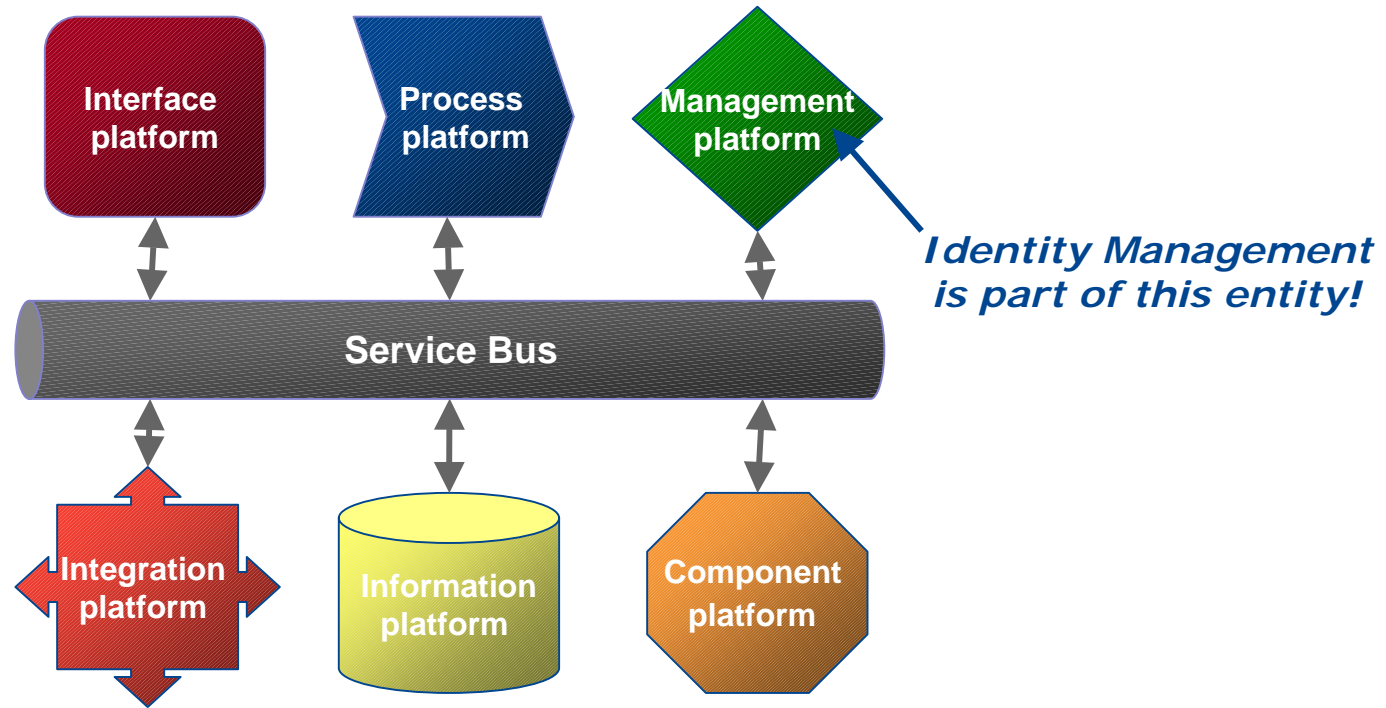 Interface
platform
Process
platform
Management
platform
Identity Management
is part of this entity!
Service Bus
Integration
platform
Information
platform
Component
platform